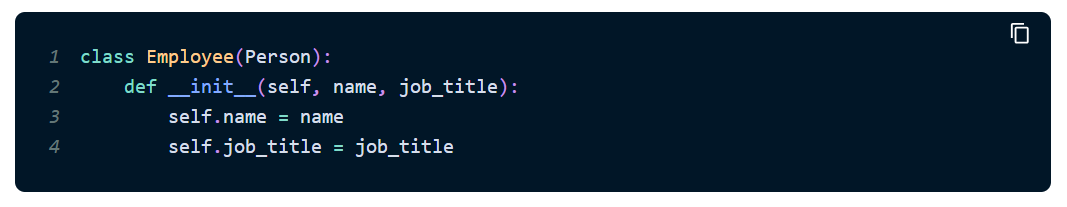 1 class Employee(Person):
2     def __init__(self, name, job_title):
3         self.name = name
4         self.job_title = job_title